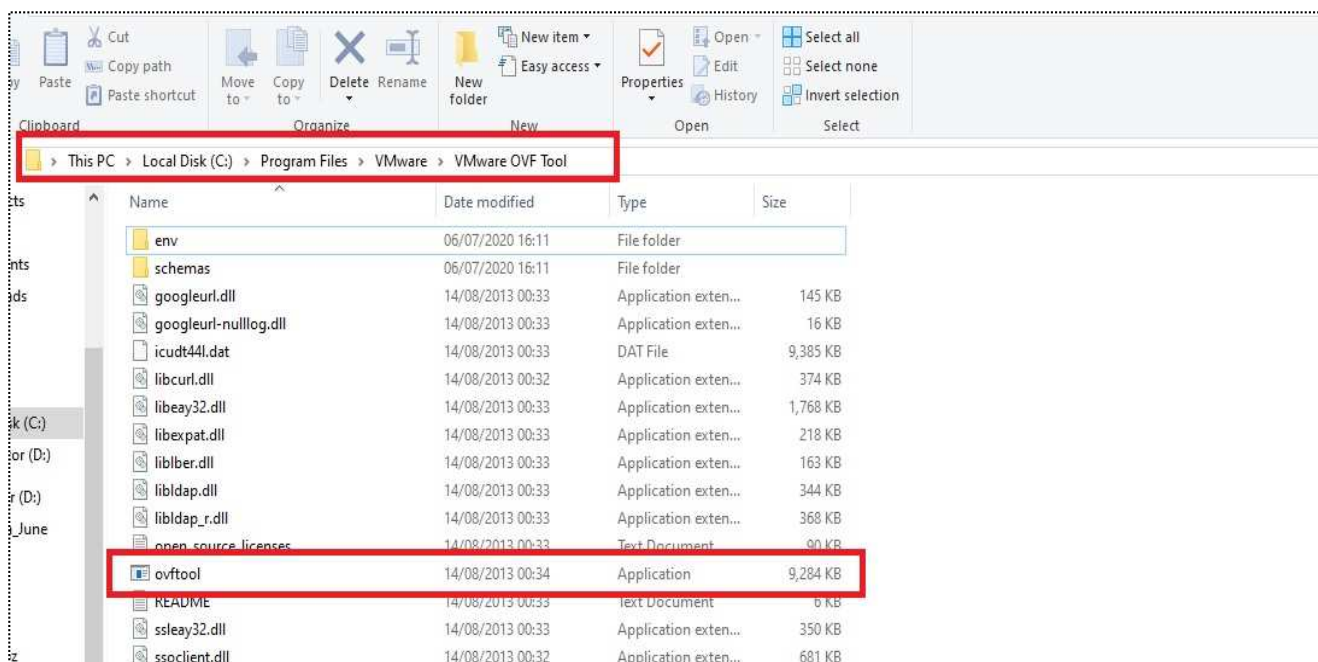 Cut
Copy path
Paste shortcut
Paste
Clipboard
Move to
Copy to
Delete
Rename
Organize
New folder
New item
Easy access
New
Properties
Open
Edit
History
Open
Select all
Select none
Invert selection
Select
This PC > Local Disk (C:) > Program Files > VMware > VMware OVF Tool
Name Date modified Type Size
env 06/07/2020 16:11 File folder
schemas 06/07/2020 16:11 File folder
googleurl.dll 14/08/2013 00:33 Application exten... 145 KB
googleurl-nulllog.dll 14/08/2013 00:33 Application exten... 16 KB
icudt44l.dat 14/08/2013 00:33 DAT File 9,385 KB
libcurl.dll 14/08/2013 00:32 Application exten... 374 KB
libeay32.dll 14/08/2013 00:33 Application exten... 1,768 KB
libexpat.dll 14/08/2013 00:33 Application exten... 218 KB
liblber.dll 14/08/2013 00:33 Application exten... 163 KB
libldap.dll 14/08/2013 00:33 Application exten... 344 KB
libldap_r.dll 14/08/2013 00:33 Application exten... 368 KB
open_source_licenses 14/08/2013 00:33 Text Document 90 KB
ovftool 14/08/2013 00:34 Application 9,284 KB
README 14/08/2013 00:33 Text Document 6 KB
ssleay32.dll 14/08/2013 00:33 Application exten... 350 KB
ssoclient.dll 14/08/2013 00:32 Application exten... 681 KB
cts
nts
ads
k (C:)
or (D:)
r (D:)
_June
z